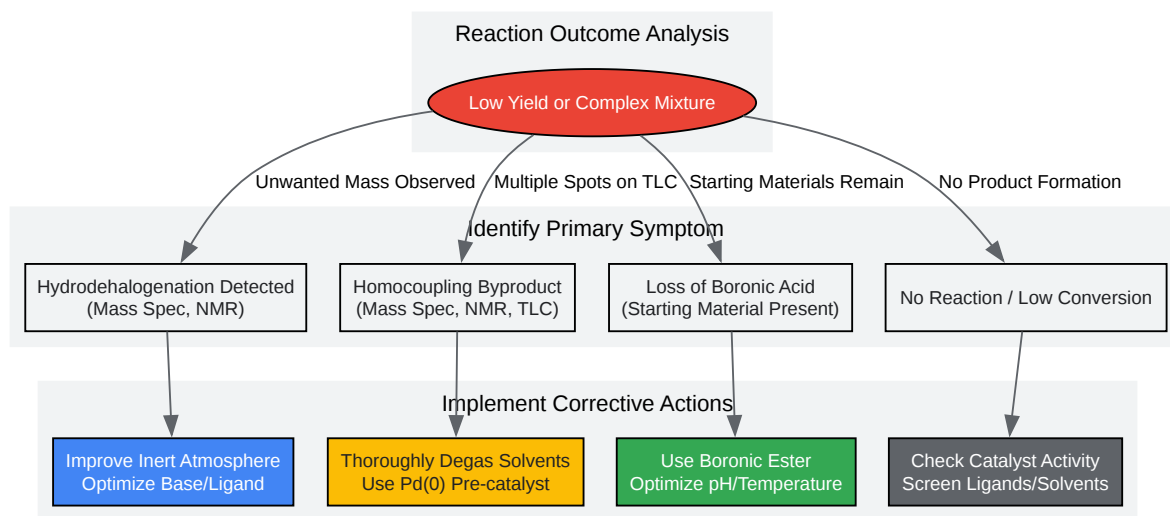 Reaction Outcome Analysis
Low Yield or Complex Mixture
Unwanted Mass Observed
Multiple Spots on TLC
Starting Materials Remain
No Product Formation
Identify Primary Symptom
Hydrodehalogenation Detected
(Mass Spec, NMR)
Homocoupling Byproduct
(Mass Spec, NMR, TLC)
Loss of Boronic Acid
(Starting Material Present)
No Reaction / Low Conversion
Implement Corrective Actions
Improve Inert Atmosphere
Optimize Base/Ligand
Thoroughly Degas Solvents
Use Pd(0) Pre-catalyst
Use Boronic Ester
Optimize pH/Temperature
Check Catalyst Activity
Screen Ligands/Solvents